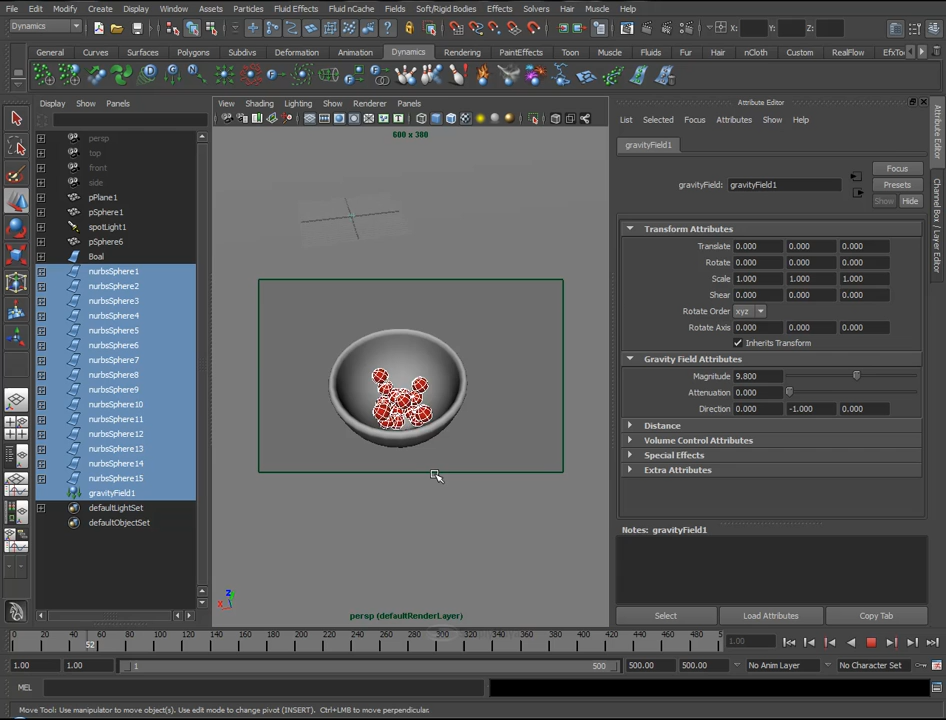 File Edit Modify Create Display Window Assets Particles Fluid Effects Fluid nCache Fields Soft/Rigid Bodies Effects Solvers Hair Muscle Help
Dynamics X: Y: Z:
General Curves Surfaces Polygons Subdivs Deformation Animation Dynamics Rendering PaintEffects Toon Muscle Fluids Fur Hair nCloth Custom RealFlow EfxToo
Display Show Panels
View Shading Lighting Show Renderer Panels
Attribute Editor
List Selected Focus Attributes Show Help
persp
top
front
side
pPlane1
pSphere1
spotLight1
pSphere6
Boal
nurbsSphere1
nurbsSphere2
nurbsSphere3
nurbsSphere4
nurbsSphere5
nurbsSphere6
nurbsSphere7
nurbsSphere8
nurbsSphere9
nurbsSphere10
nurbsSphere11
nurbsSphere12
nurbsSphere13
nurbsSphere14
nurbsSphere15
gravityField1
defaultLightSet
defaultObjectSet
600 x 380
persp (defaultRenderLayer)
gravityField1
Focus
gravityField: gravityField1 Presets
Show Hide
Transform Attributes
Translate 0.000 0.000 0.000
Rotate 0.000 0.000 0.000
Scale 1.000 1.000 1.000
Shear 0.000 0.000 0.000
Rotate Order xyz
Rotate Axis 0.000 0.000 0.000
Inherits Transform
Gravity Field Attributes
Magnitude 9.800
Attenuation 0.000
Direction 0.000 -1.000 0.000
Distance
Volume Control Attributes
Special Effects
Extra Attributes
Notes: gravityField1
Select Load Attributes Copy Tab
Attribute Editor
Channel Box / Layer Editor
0 20 40 52 60 80 100 120 140 160 180 200 220 240 260 280 300 320 340 360 380 400 420 440 460 480 5
1.00
1.00 1.00 1 500 500.00 500.00 No Anim Layer No Character Set
MEL
Move Tool: Use manipulator to move object(s). Use edit mode to change pivot (INSERT). Ctrl+LMB to move perpendicular.